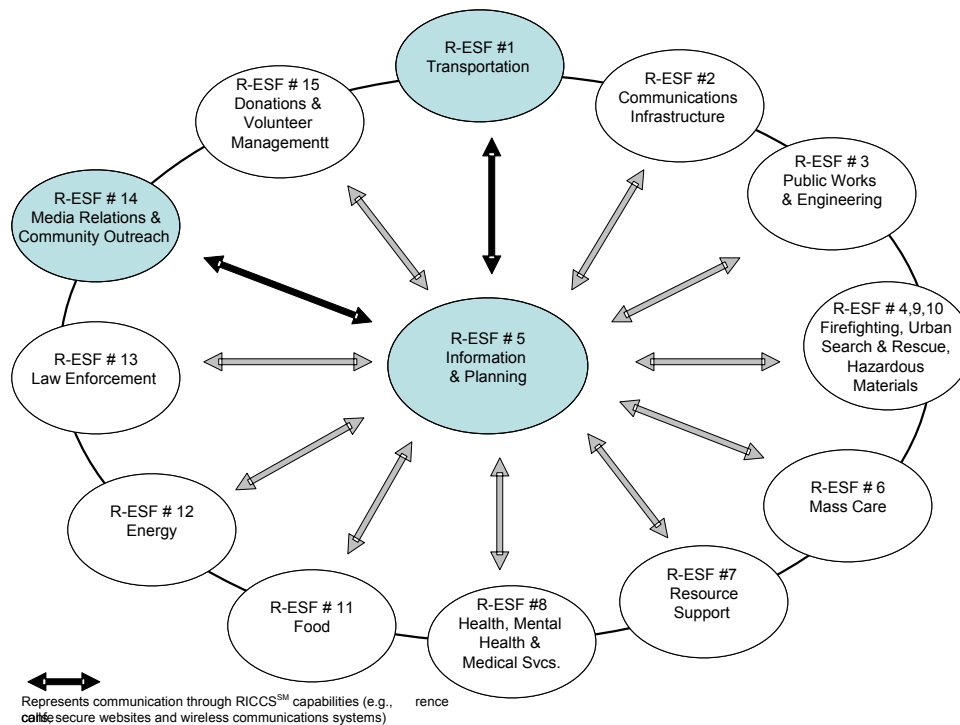 R-ESF #1
Transportation
R-ESF #2
Communications
Infrastructure
R-ESF # 3
Public Works
& Engineering
R-ESF # 4,9,10
Firefighting, Urban
Search & Rescue,
Hazardous
Materials
R-ESF # 6
Mass Care
R-ESF #7
Resource
Support
R-ESF #8
Health, Mental
Health &
Medical Svcs.
R-ESF # 11
Food
R-ESF # 12
Energy
R-ESF # 13
Law Enforcement
R-ESF # 14
Media Relations &
Community Outreach
R-ESF # 15
Donations &
Volunteer
Managementt
R-ESF # 5
Information
& Planning
Represents communication through RICCS℠ capabilities (e.g., rence
secure websites and wireless communications systems)